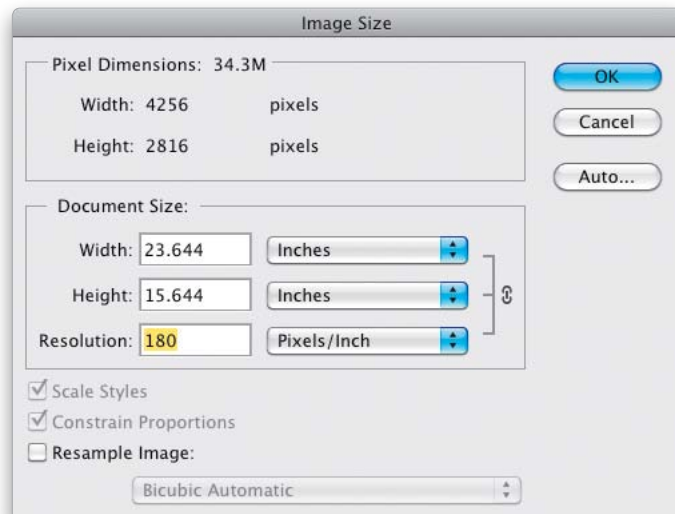 Image Size
Pixel Dimensions: 34.3M
Width: 4256 pixels
Height: 2816 pixels
OK
Cancel
Auto...
Document Size:
Width: 23.644 Inches
Height: 15.644 Inches
Resolution: 180 Pixels/Inch
Scale Styles
Constrain Proportions
Resample Image:
Bicubic Automatic